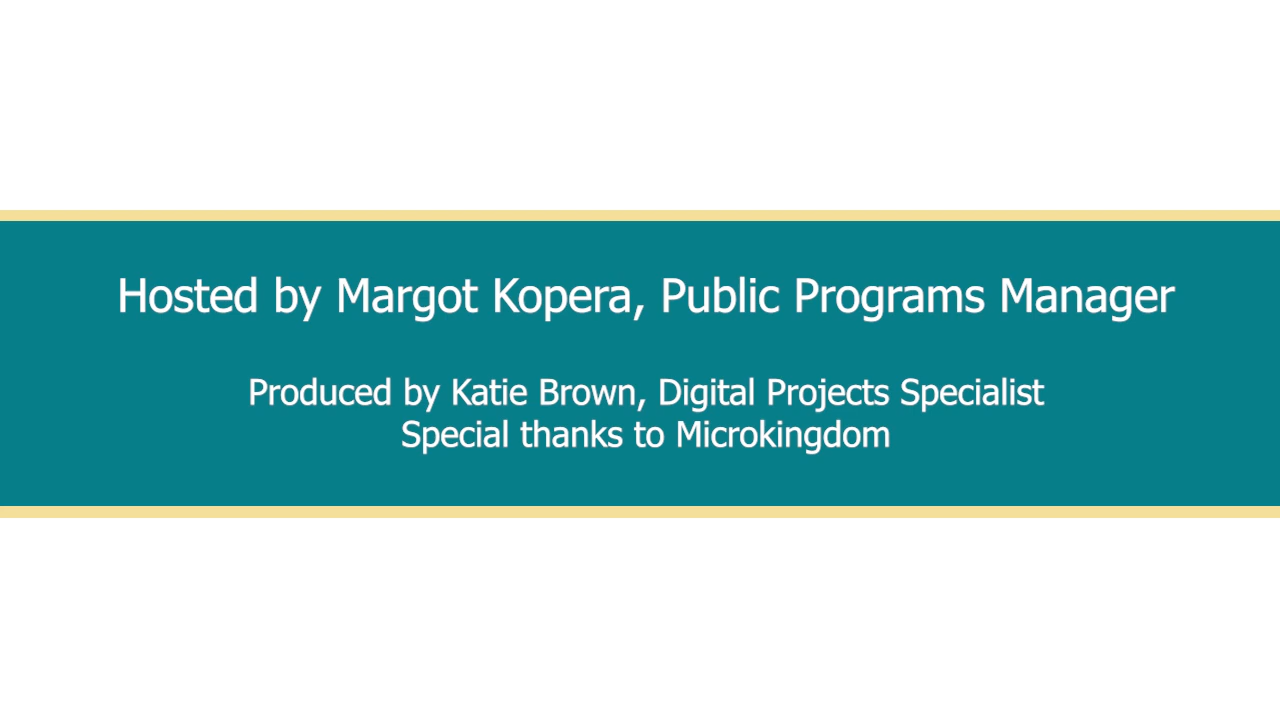 Hosted by Margot Kopera, Public Programs Manager
Produced by Katie Brown, Digital Projects Specialist
Special thanks to Microkingdom